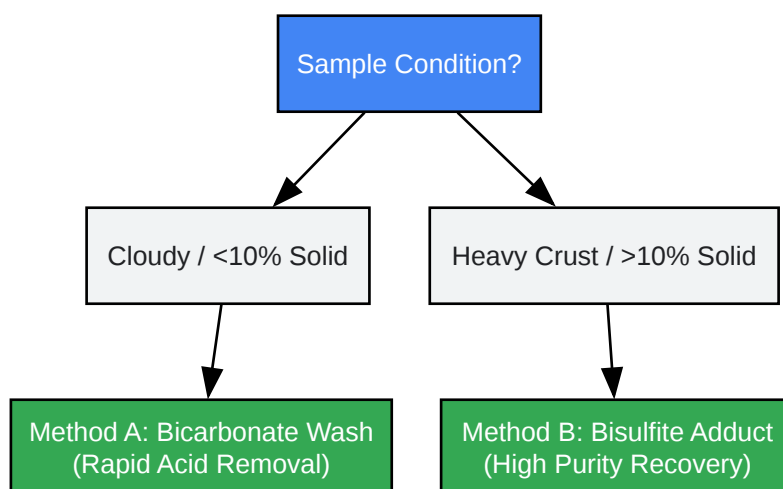 Sample Condition?
Cloudy / <10% Solid
Heavy Crust / >10% Solid
Method A: Bicarbonate Wash
(Rapid Acid Removal)
Method B: Bisulfite Adduct
(High Purity Recovery)